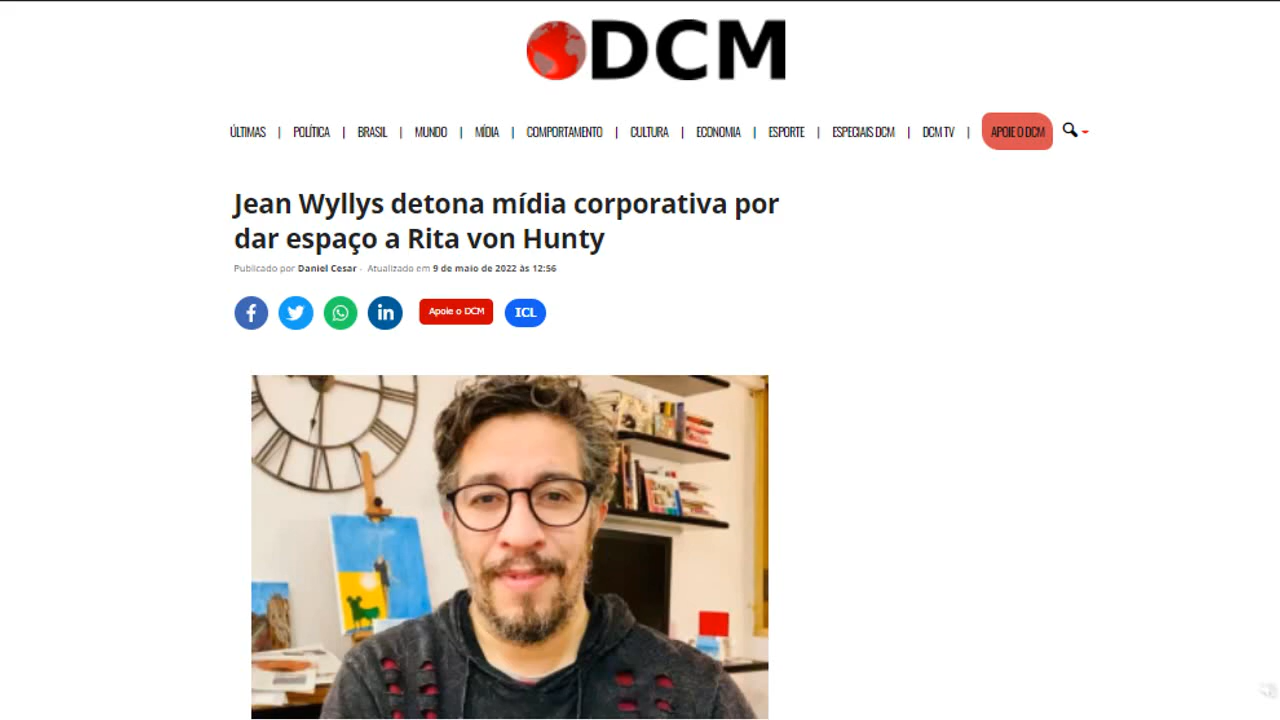 DCM
ÚLTIMAS | POLÍTICA | BRASIL | MUNDO | MÍDIA | COMPORTAMENTO | CULTURA | ECONOMIA | ESPORTE | ESPECIAIS DCM | DCM TV | APOIE O DCM
Jean Wyllys detona mídia corporativa por
dar espaço a Rita von Hunty
Publicado por Daniel Cesar - Atualizado em 9 de maio de 2022 às 12:56
f in Apoie o DCM ICL